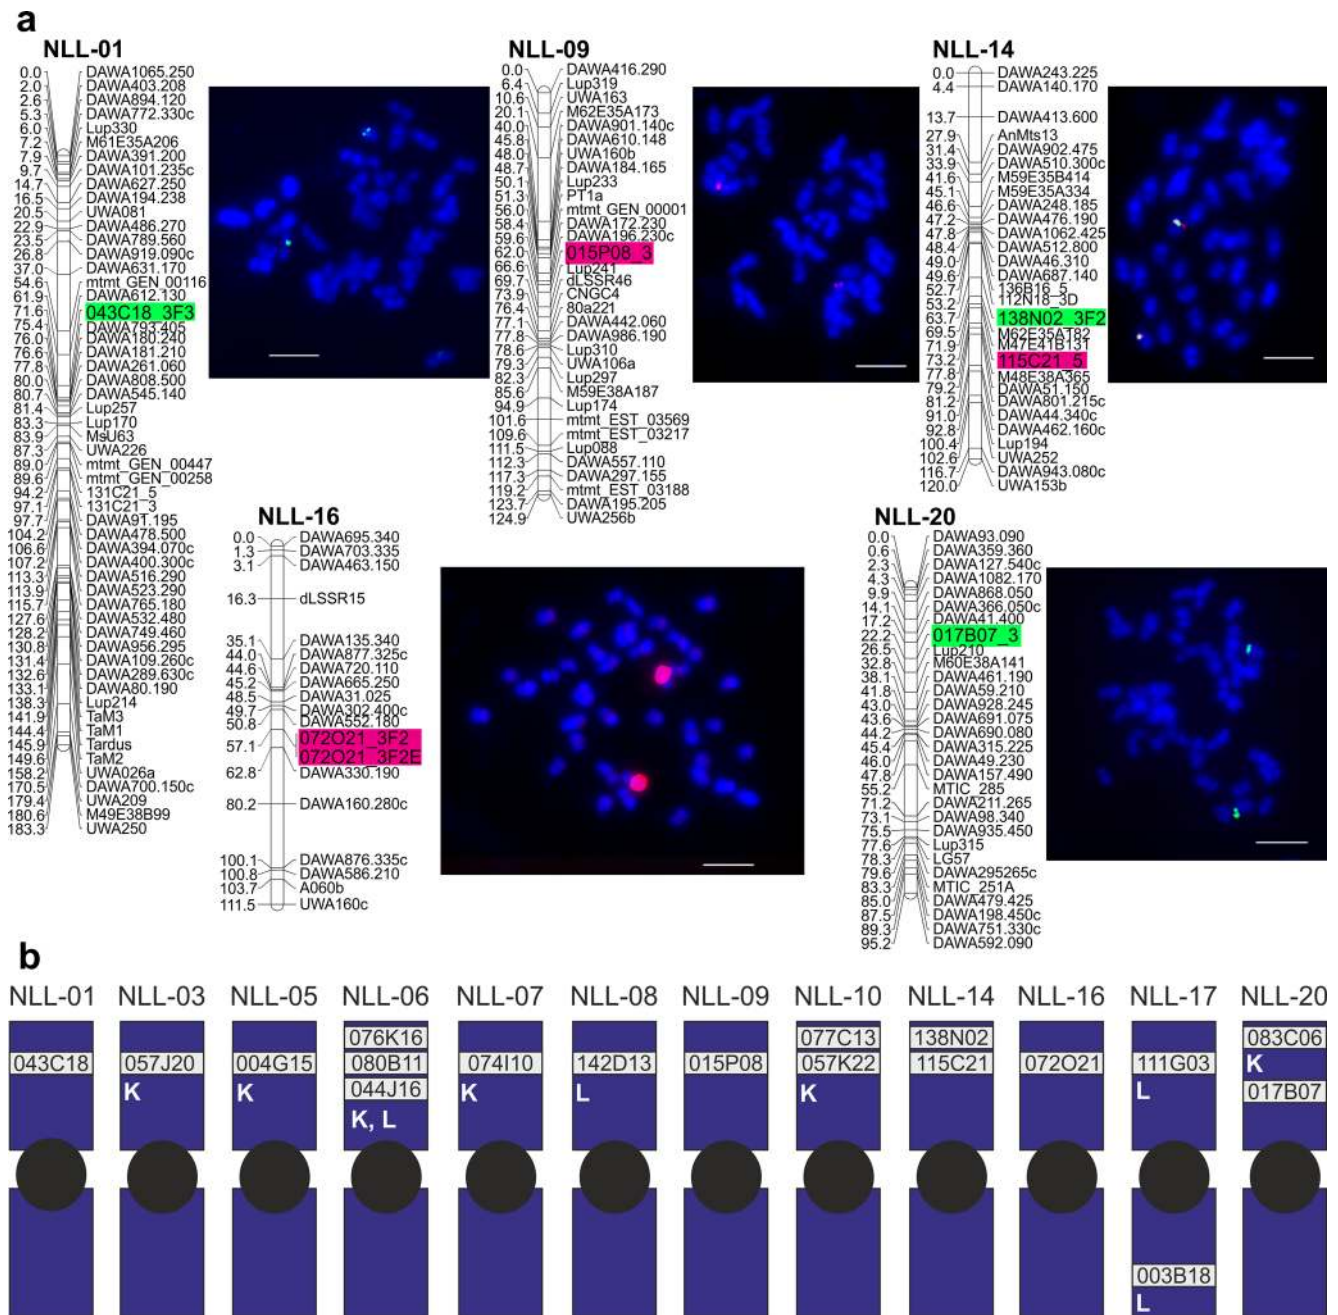 a
NLL-01
0.0 DAWA1065.250
2.0 DAWA403.208
2.6 DAWA894.120
5.3 DAWA772.330c
6.0 Lup330
7.2 M61E35A206
7.9 DAWA391.200
9.7 DAWA101.235c
14.7 DAWA627.250
16.5 DAWA194.238
20.5 UWA081
22.9 DAWA486.270
23.5 DAWA789.560
26.8 DAWA919.090c
37.0 DAWA631.170
54.6 mtmt_GEN_00116
61.9 DAWA612.130
71.6 043C18_3F3
75.4 DAWA793.405
76.0 DAWA180.240
76.6 DAWA181.210
77.8 DAWA261.060
80.0 DAWA808.500
80.7 DAWA545.140
81.4 Lup257
83.3 Lup170
83.9 MsU63
87.3 UWA226
89.0 mtmt_GEN_00447
89.6 mtmt_GEN_00258
94.2 131C21_5
97.1 131C21_3
97.7 DAWA91.195
104.2 DAWA478.500
106.6 DAWA394.070c
107.2 DAWA400.300c
113.3 DAWA516.290
113.9 DAWA523.290
115.7 DAWA765.180
127.6 DAWA532.480
128.2 DAWA749.460
130.8 DAWA956.295
131.4 DAWA109.260c
132.6 DAWA289.630c
133.1 DAWA80.190
138.3 Lup214
141.9 TaM3
144.4 TaM1
145.9 Tardus
149.6 TaM2
158.2 UWA026a
170.5 DAWA700.150c
179.4 UWA209
180.6 M49E38B99
183.3 UWA250
NLL-09
0.0 DAWA416.290
6.4 Lup319
10.6 UWA163
20.1 M62E35A173
40.0 DAWA901.140c
45.8 DAWA610.148
48.0 UWA160b
48.7 DAWA184.165
50.1 Lup233
51.3 PT1a
56.0 mtmt_GEN_00001
58.4 DAWA172.230
59.6 DAWA196.230c
62.0 015P08_3
66.6 Lup241
69.7 dLSSR46
73.9 CNGC4
76.4 80a221
77.1 DAWA442.060
77.8 DAWA986.190
78.6 Lup310
79.3 UWA106a
82.3 Lup297
85.6 M59E38A187
94.9 Lup174
101.6 mtmt_EST_03569
109.6 mtmt_EST_03217
111.5 Lup088
112.3 DAWA557.110
117.3 DAWA297.155
119.2 mtmt_EST_03188
123.7 DAWA195.205
124.9 UWA256b
NLL-14
0.0 DAWA243.225
4.4 DAWA140.170
13.7 DAWA413.600
27.9 AnMts13
31.4 DAWA902.475
33.9 DAWA510.300c
41.6 M59E35B414
45.1 M59E35A334
46.6 DAWA248.185
47.2 DAWA476.190
47.8 DAWA1062.425
48.4 DAWA512.800
49.0 DAWA46.310
49.6 DAWA687.140
52.7 136B16_5
53.2 112N18_3D
63.7 138N02_3F2
69.5 M62E35AT82
71.9 M47E41B131
73.2 115C21_5
77.8 M48E38A365
79.2 DAWA51.150
81.2 DAWA801.215c
91.0 DAWA44.340c
92.8 DAWA462.160c
100.4 Lup194
102.6 UWA252
116.7 DAWA943.080c
120.0 UWA153b
NLL-16
0.0 DAWA695.340
1.3 DAWA703.335
3.1 DAWA463.150
16.3 dLSSR15
35.1 DAWA135.340
44.0 DAWA877.325c
44.6 DAWA720.110
45.2 DAWA665.250
48.5 DAWA31.025
49.7 DAWA302.400c
50.8 DAWA552.180
57.1 072O21_3F2
072O21_3F2E
62.8 DAWA330.190
80.2 DAWA160.280c
100.1 DAWA876.335c
100.8 DAWA586.210
103.7 A060b
111.5 UWA160c
NLL-20
0.0 DAWA93.090
0.6 DAWA359.360
2.3 DAWA127.540c
4.3 DAWA1082.170
9.9 DAWA868.050
14.1 DAWA366.050c
17.2 DAWA41.400
22.2 017B07_3
26.5 Lup210
32.8 M60E38A141
38.1 DAWA461.190
41.8 DAWA59.210
43.0 DAWA928.245
43.6 DAWA691.075
44.2 DAWA690.080
45.4 DAWA315.225
46.0 DAWA49.230
47.8 DAWA157.490
55.2 MTIC_285
71.2 DAWA211.265
73.1 DAWA98.340
75.5 DAWA935.450
77.6 Lup315
78.3 LG57
79.6 DAWA295265c
83.3 MTIC_251A
85.0 DAWA479.425
87.5 DAWA198.450c
89.3 DAWA751.330c
95.2 DAWA592.090
b
NLL-01 NLL-03 NLL-05 NLL-06 NLL-07 NLL-08 NLL-09 NLL-10 NLL-14 NLL-16 NLL-17 NLL-20
076K16 077C13 138N02 083C06
043C18 057J20 004G15 080B11 074I10 142D13 015P08 057K22 115C21 072O21 111G03 K
K K 044J16 K L K L 017B07
K, L
003B18
L